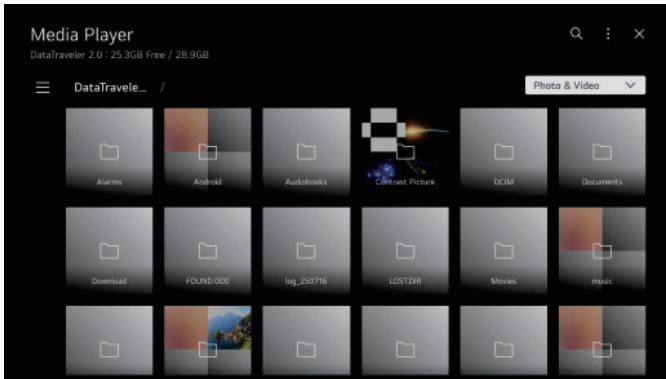 Media Player
DataTraveler 2.0 : 25.3GB Free / 28.9GB
DataTravele... /
Photo & Video
Alarms Android Audiobooks Contrast Picture DCIM Documents
Download FOUND.000 log_250716 LOST.DIR Movies music